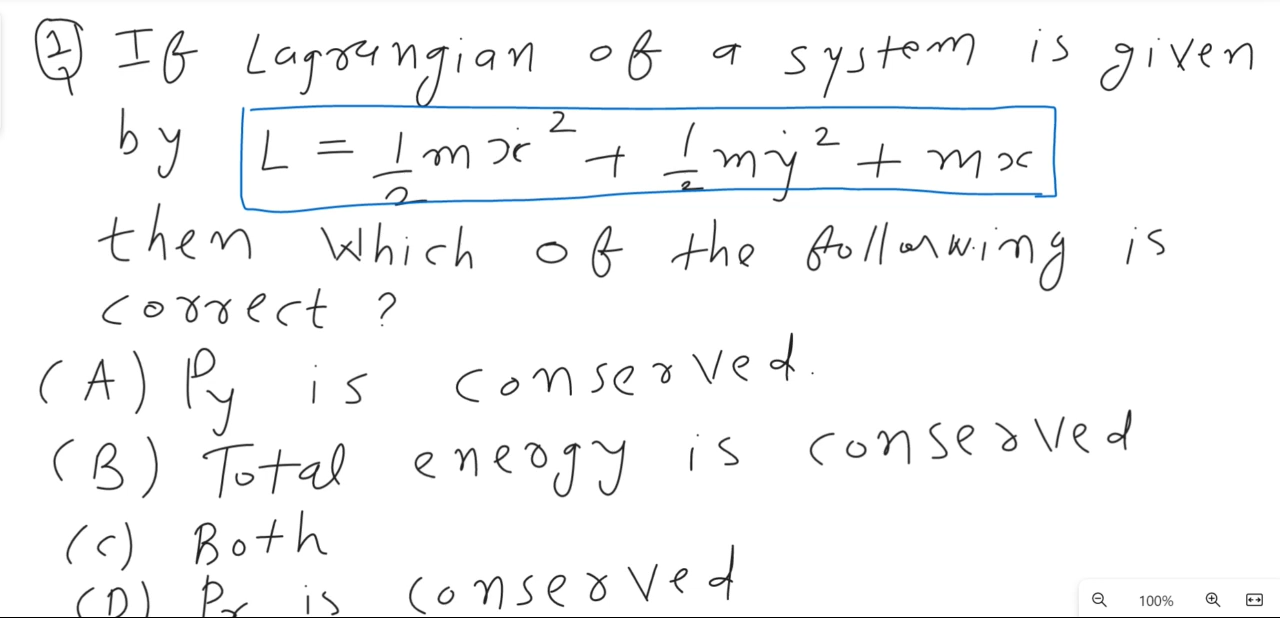 Q1 If Lagrangian of a system is given
by L = 1/2 mẋ² + 1/2 mẏ² + mx
then Which of the following is
correct ?
(A) Py is conserved.
(B) Total energy is conserved
(C) Both
(D) Px is conserved
100%